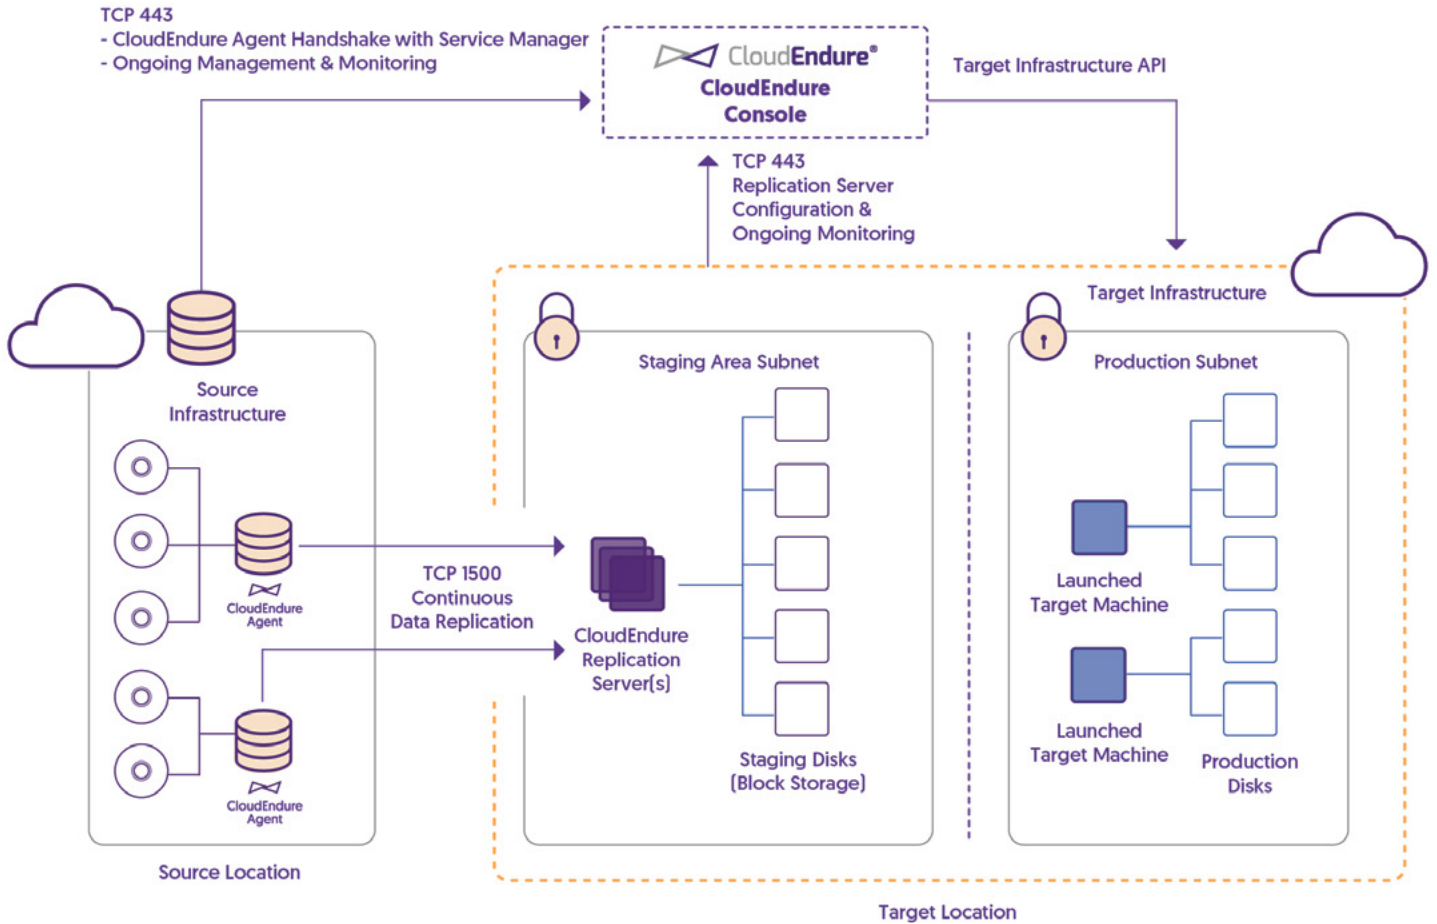 TCP 443
- CloudEndure Agent Handshake with Service Manager
- Ongoing Management & Monitoring
CloudEndure®
CloudEndure
Console
Target Infrastructure API
TCP 443
Replication Server
Configuration &
Ongoing Monitoring
Target Infrastructure
Source
Infrastructure
Staging Area Subnet
Production Subnet
CloudEndure
Agent
TCP 1500
Continuous
Data Replication
CloudEndure
Replication
Server(s)
Launched
Target Machine
CloudEndure
Agent
Staging Disks
(Block Storage)
Launched
Target Machine
Production
Disks
Source Location
Target Location